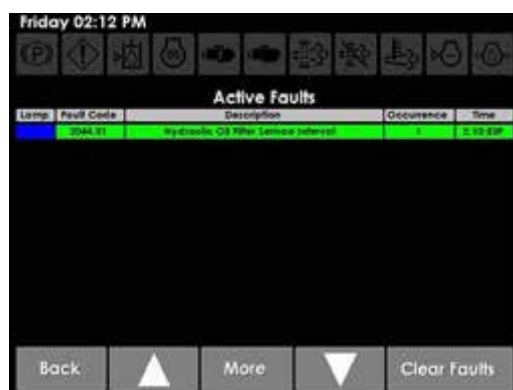 Friday 02:12 PM
Active Faults
Lamp Fault Code Description Occurrence Time
Hydraulic Oil Filter Service Interval 1
Back More Clear Faults